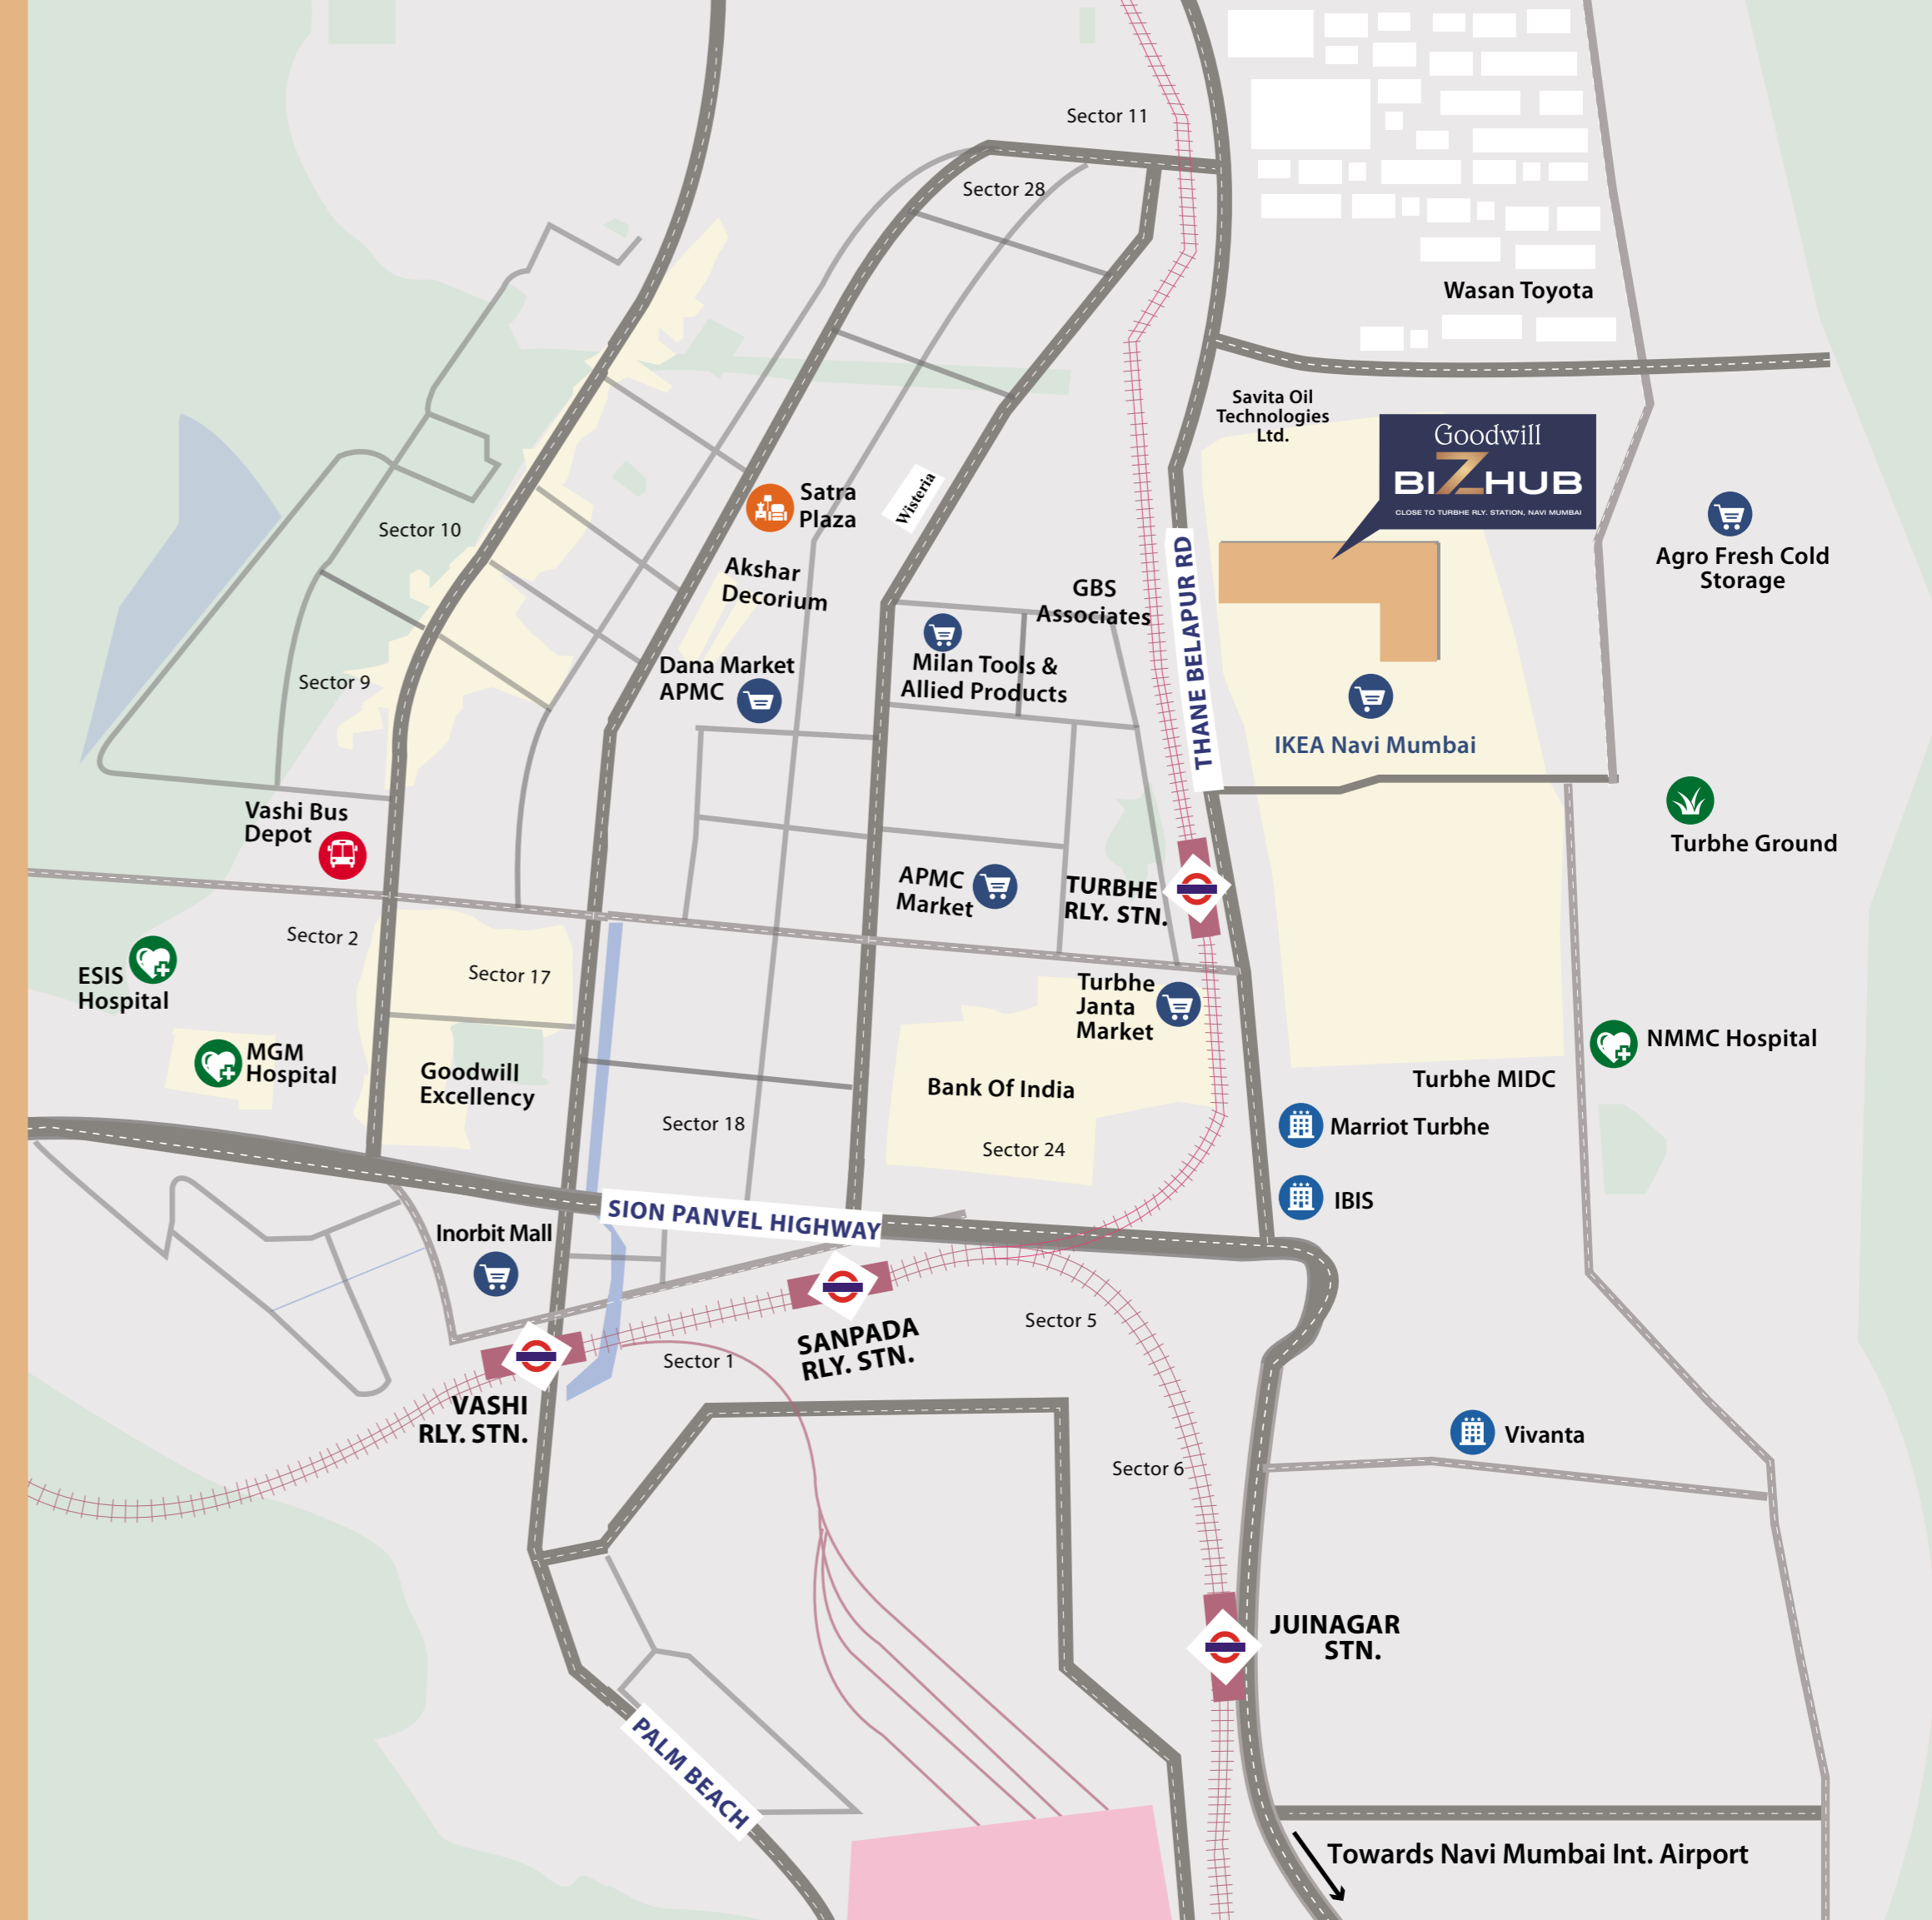 Sector 11
Sector 28
Wasan Toyota
Savita Oil
Technologies
Ltd.
Goodwill
BIZHUB
CLOSE TO TURBHE RLY. STATION, NAVI MUMBAI
Satra
Plaza
Wisteria
Sector 10
Agro Fresh Cold
Storage
Akshar
Decorium
GBS
Associates
THANE BELAPUR RD
Milan Tools &
Allied Products
Dana Market
APMC
Sector 9
IKEA Navi Mumbai
Vashi Bus
Depot
Turbhe Ground
APMC
Market
TURBHE
RLY. STN.
Sector 2
Sector 17
ESIS
Hospital
Turbhe
Janta
Market
MGM
Hospital
Goodwill
Excellency
NMMC Hospital
Bank Of India
Turbhe MIDC
Sector 18
Marriot Turbhe
Sector 24
IBIS
SION PANVEL HIGHWAY
Inorbit Mall
SANPADA
RLY. STN.
Sector 5
Sector 1
VASHI
RLY. STN.
Vivanta
Sector 6
JUINAGAR
STN.
PALM BEACH
Towards Navi Mumbai Int. Airport